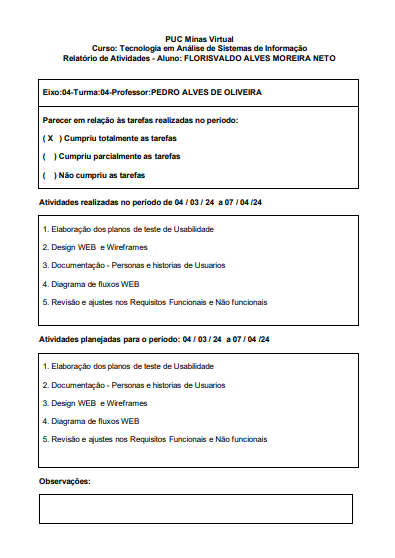 PUC Minas Virtual
Curso: Tecnologia em Análise de Sistemas de Informação
Relatório de Atividades - Aluno: FLORISVALDO ALVES MOREIRA NETO
Eixo:04-Turma:04-Professor:PEDRO ALVES DE OLIVEIRA
Parecer em relação às tarefas realizadas no período:
( X ) Cumpriu totalmente as tarefas
( ) Cumpriu parcialmente as tarefas
( ) Não cumpriu as tarefas
Atividades realizadas no período de 04 / 03 / 24 a 07 / 04 /24
1. Elaboração dos planos de teste de Usabilidade
2. Design WEB e Wireframes
3. Documentação - Personas e historias de Usuarios
4. Diagrama de fluxos WEB
5. Revisão e ajustes nos Requisitos Funcionais e Não funcionais
Atividades planejadas para o período: 04 / 03 / 24 a 07 / 04 /24
1. Elaboração dos planos de teste de Usabilidade
2. Documentação - Personas e historias de Usuarios
3. Design WEB e Wireframes
4. Diagrama de fluxos WEB
5. Revisão e ajustes nos Requisitos Funcionais e Não funcionais
Observações: